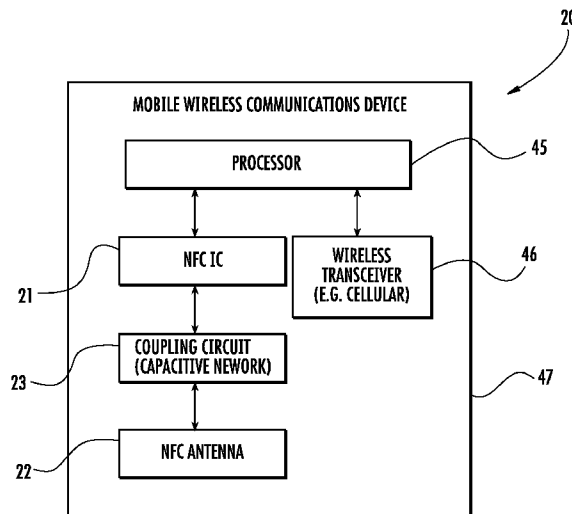 20
MOBILE WIRELESS COMMUNICATIONS DEVICE
PROCESSOR
45
NFC IC
21
WIRELESS
TRANSCEIVER
(E.G. CELLULAR)
46
COUPLING CIRCUIT
(CAPACITIVE NEWORK)
23
47
NFC ANTENNA
22